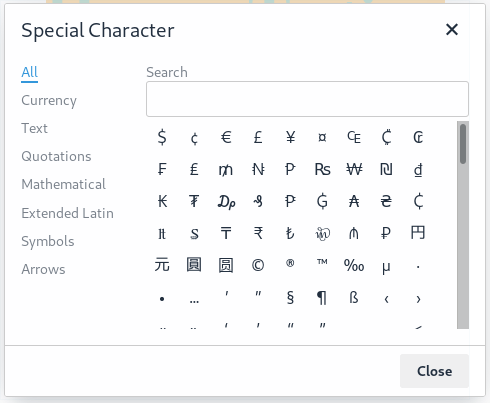 Special Character
All
Currency
Text
Quotations
Mathematical
Extended Latin
Symbols
Arrows
Search
$ ¢ € £ ¥ ¤ ₠ ₡ ₢
₣ ₤ ₥ ₦ ₧ ₨ ₩ ₪ ₫
₭ ₮ ₯ ₰ ₱ ₲ ₳ ₴ ₵
₶ ₷ ₸ ₹ ₺ ₻ ₼ ₽ 円
元 圓 圆 © ® ™ ‰ µ ·
• … ′ ″ § ¶ ß ‹ ›
Close